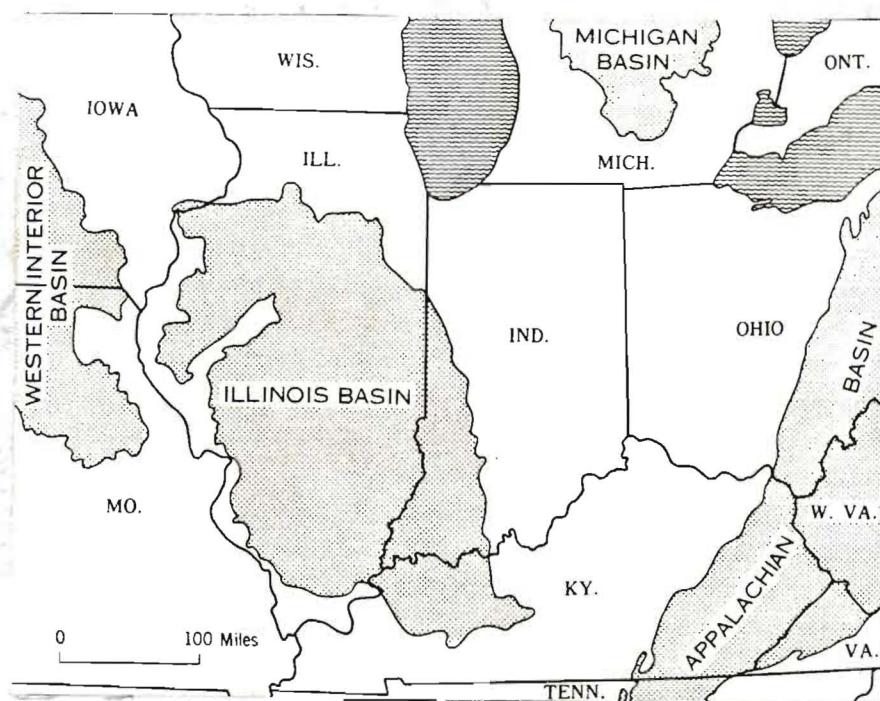 MICHIGAN
BASIN
WIS.
ONT.
IOWA
ILL.
MICH.
WESTERN INTERIOR
BASIN
IND.
OHIO
BASIN
ILLINOIS BASIN
MO.
W. VA.
KY.
APPALACHIAN
0 100 Miles
VA.
TENN.